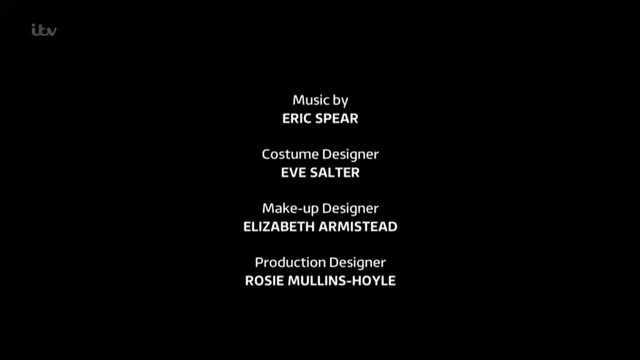 itv
Music by
ERIC SPEAR
Costume Designer
EVE SALTER
Make-up Designer
ELIZABETH ARMISTEAD
Production Designer
ROSIE MULLINS-HOYLE